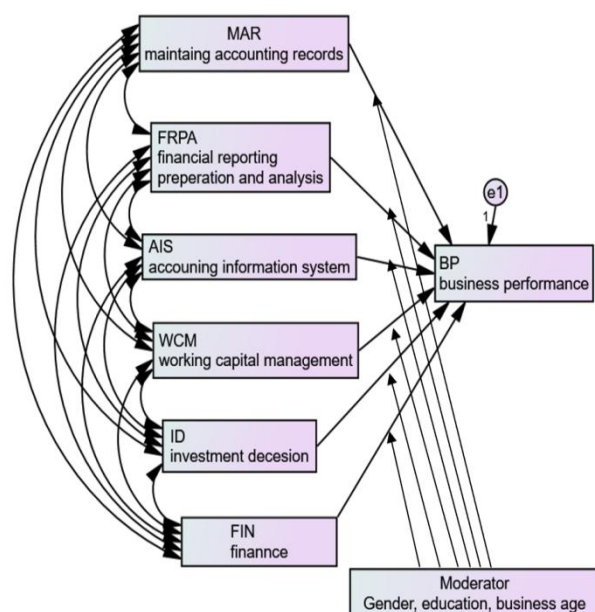 MAR
maintaing accounting records
FRPA
financial reporting
preperation and analysis
e1
1
AIS
accouning information system
BP
business performance
WCM
working capital management
ID
investment decesion
FIN
finannce
Moderator
Gender, education, business age